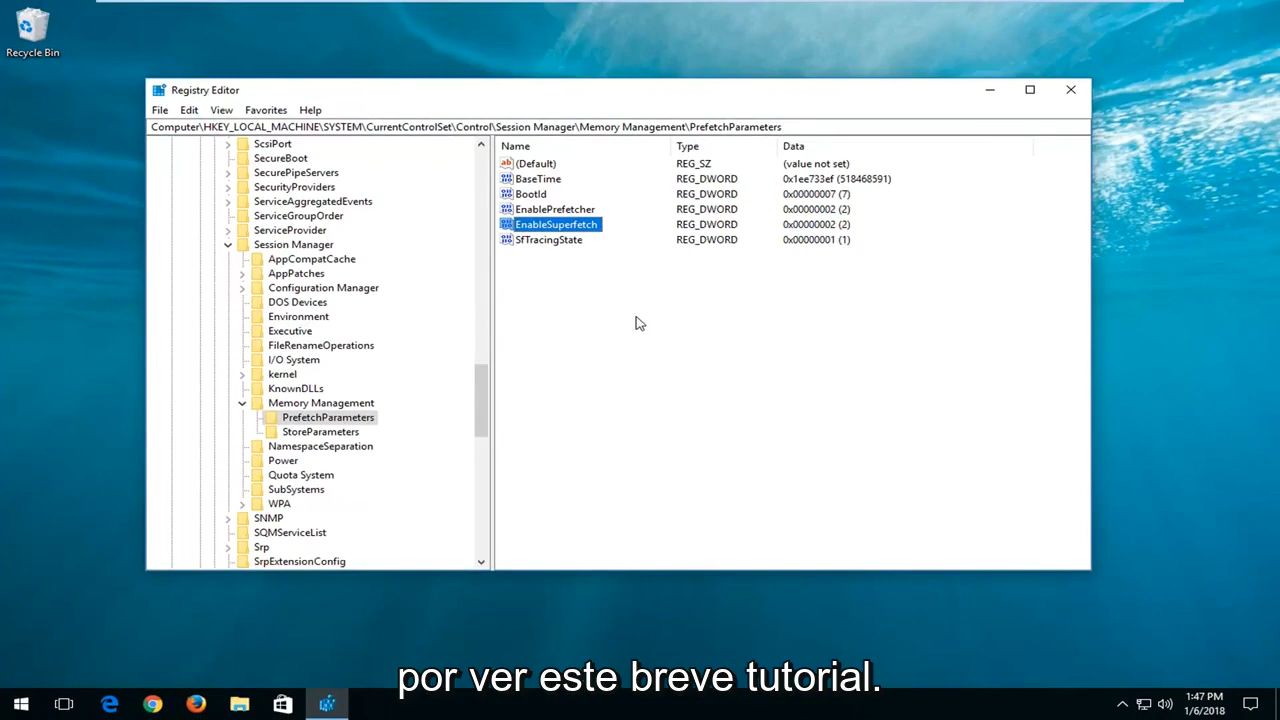 Recycle Bin
Registry Editor
File Edit View Favorites Help
Computer\HKEY_LOCAL_MACHINE\SYSTEM\CurrentControlSet\Control\Session Manager\Memory Management\PrefetchParameters
ScsiPort
SecureBoot
SecurePipeServers
SecurityProviders
ServiceAggregatedEvents
ServiceGroupOrder
ServiceProvider
Session Manager
AppCompatCache
AppPatches
Configuration Manager
DOS Devices
Environment
Executive
FileRenameOperations
I/O System
kernel
KnownDLLs
Memory Management
PrefetchParameters
StoreParameters
NamespaceSeparation
Power
Quota System
SubSystems
WPA
SNMP
SQMServiceList
Srp
SrpExtensionConfig
Name Type Data
(Default) REG_SZ (value not set)
BaseTime REG_DWORD 0x1ee733ef (518468591)
BootId REG_DWORD 0x00000007 (7)
EnablePrefetcher REG_DWORD 0x00000002 (2)
EnableSuperfetch REG_DWORD 0x00000002 (2)
SfTracingState REG_DWORD 0x00000001 (1)
por ver este breve tutorial.
1:47 PM
1/6/2018